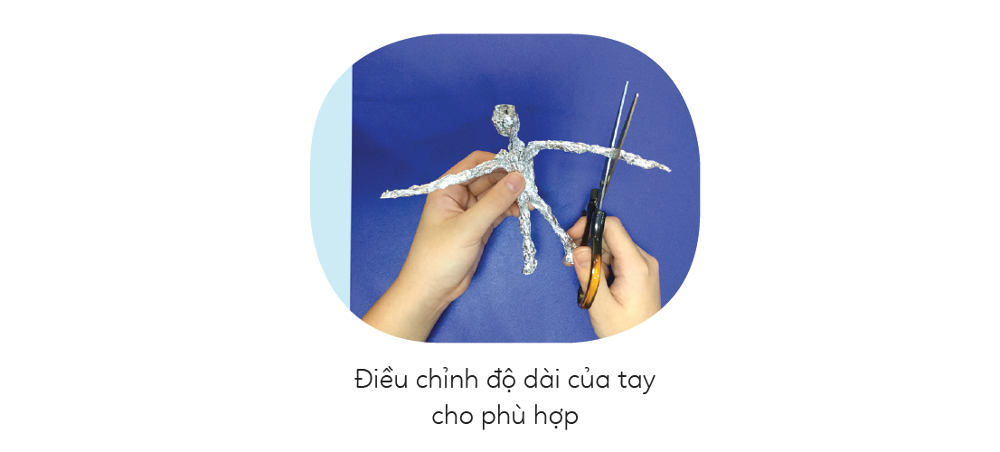 Điều chỉnh độ dài của tay
cho phù hợp